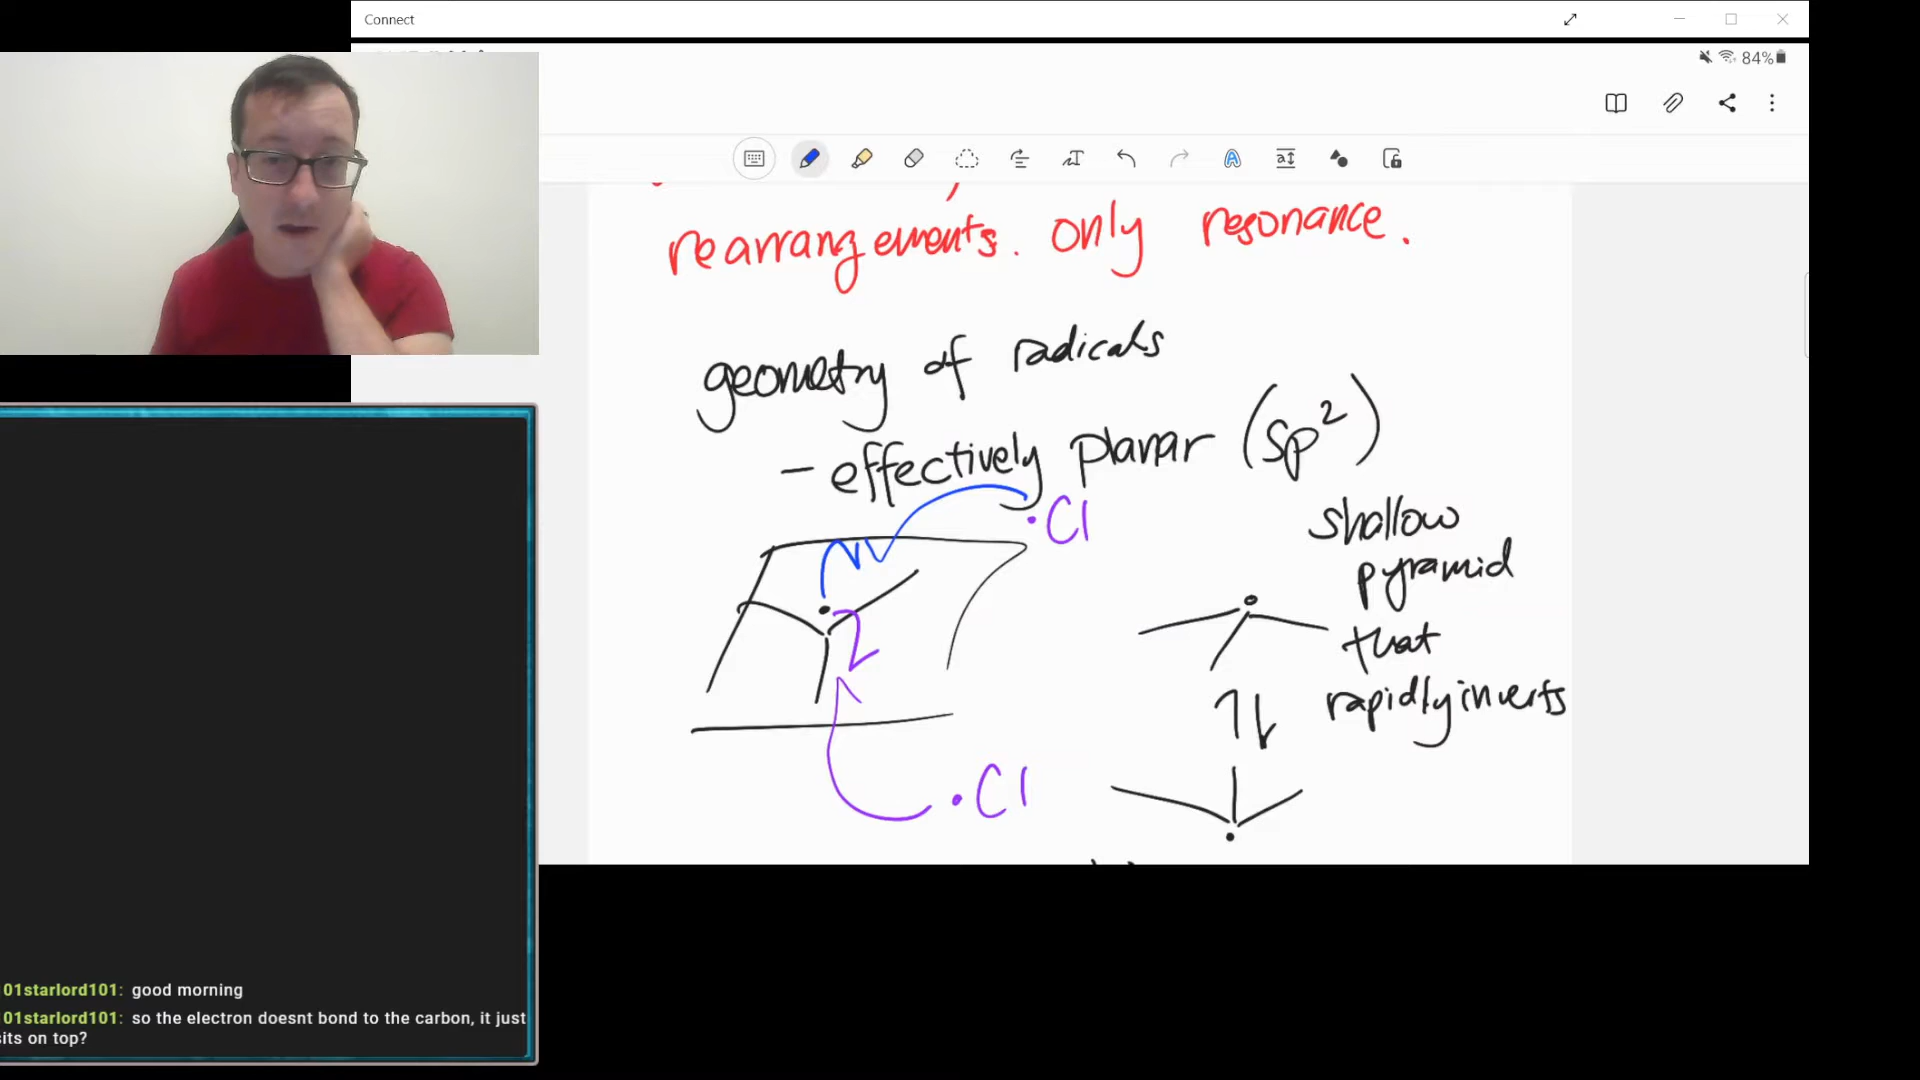 Connect
84%
rearrangements. only resonance.
geometry of radicals
- effectively planar (sp²)
·Cl
shallow
pyramid
that
rapidly inverts
·Cl
01starlord101: good morning
01starlord101: so the electron doesnt bond to the carbon, it just
sits on top?